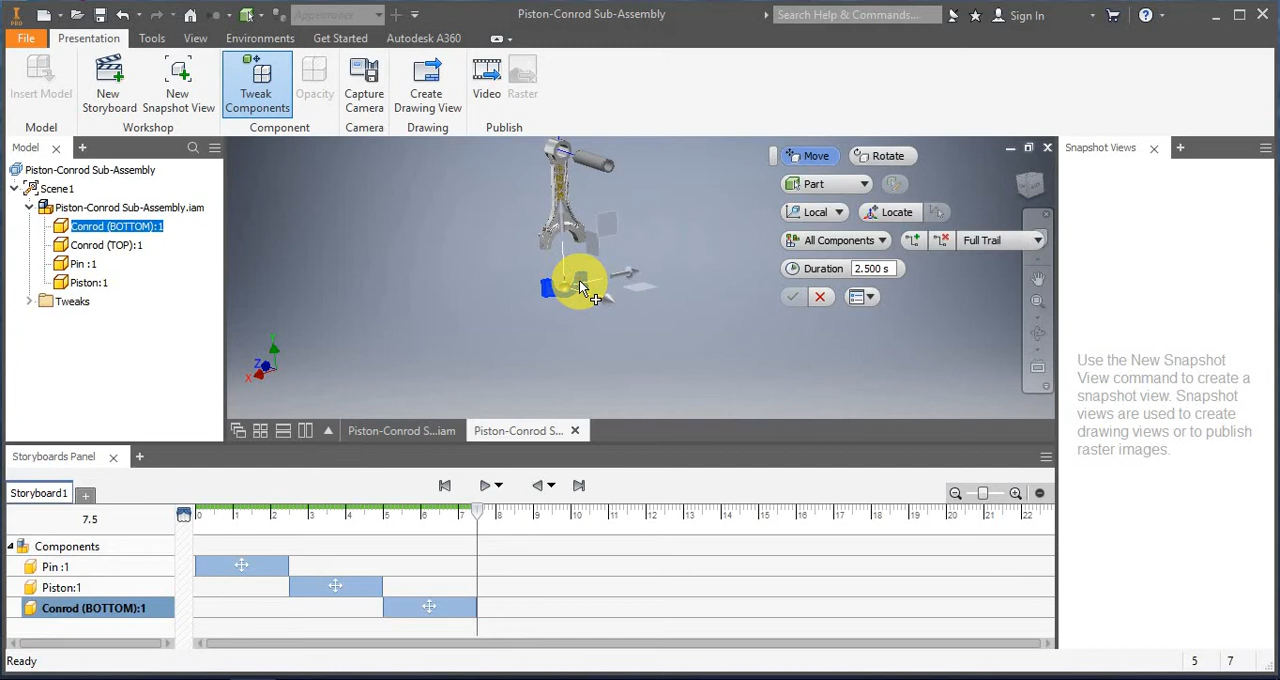 PRO
Appearance
Piston-Conrod Sub-Assembly
Search Help & Commands...
Sign In
File
Presentation
Tools
View
Environments
Get Started
Autodesk A360
Insert Model
New Storyboard
New Snapshot View
Tweak Components
Opacity
Capture Camera
Create Drawing View
Video
Raster
Model
Workshop
Component
Camera
Drawing
Publish
Model
Piston-Conrod Sub-Assembly
Scene1
Piston-Conrod Sub-Assembly.iam
Conrod (BOTTOM):1
Conrod (TOP):1
Pin :1
Piston:1
Tweaks
Move
Rotate
Part
Local
Locate
All Components
Full Trail
Duration
2.500 s
Y
Z
X
Snapshot Views
Use the New Snapshot
View command to create a
snapshot view. Snapshot
views are used to create
drawing views or to publish
raster images.
Piston-Conrod S...iam
Piston-Conrod S...
Storyboards Panel
Storyboard1
7.5
0 1 2 3 4 5 6 7 8 9 10 11 12 13 14 15 16 17 18 19 20 21 22
Components
Pin :1
Piston:1
Conrod (BOTTOM):1
Ready
5
7